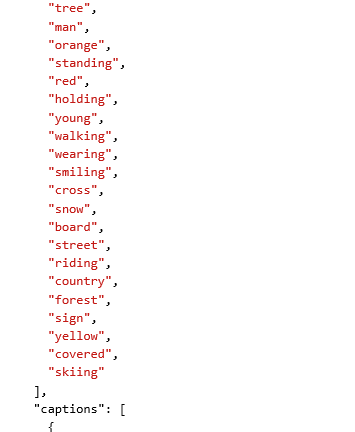 "tree",
"man",
"orange",
"standing",
"red",
"holding",
"young",
"walking",
"wearing",
"smiling",
"cross",
"snow",
"board",
"street",
"riding",
"country",
"forest",
"sign",
"yellow",
"covered",
"skiing"
],
"captions": [
{